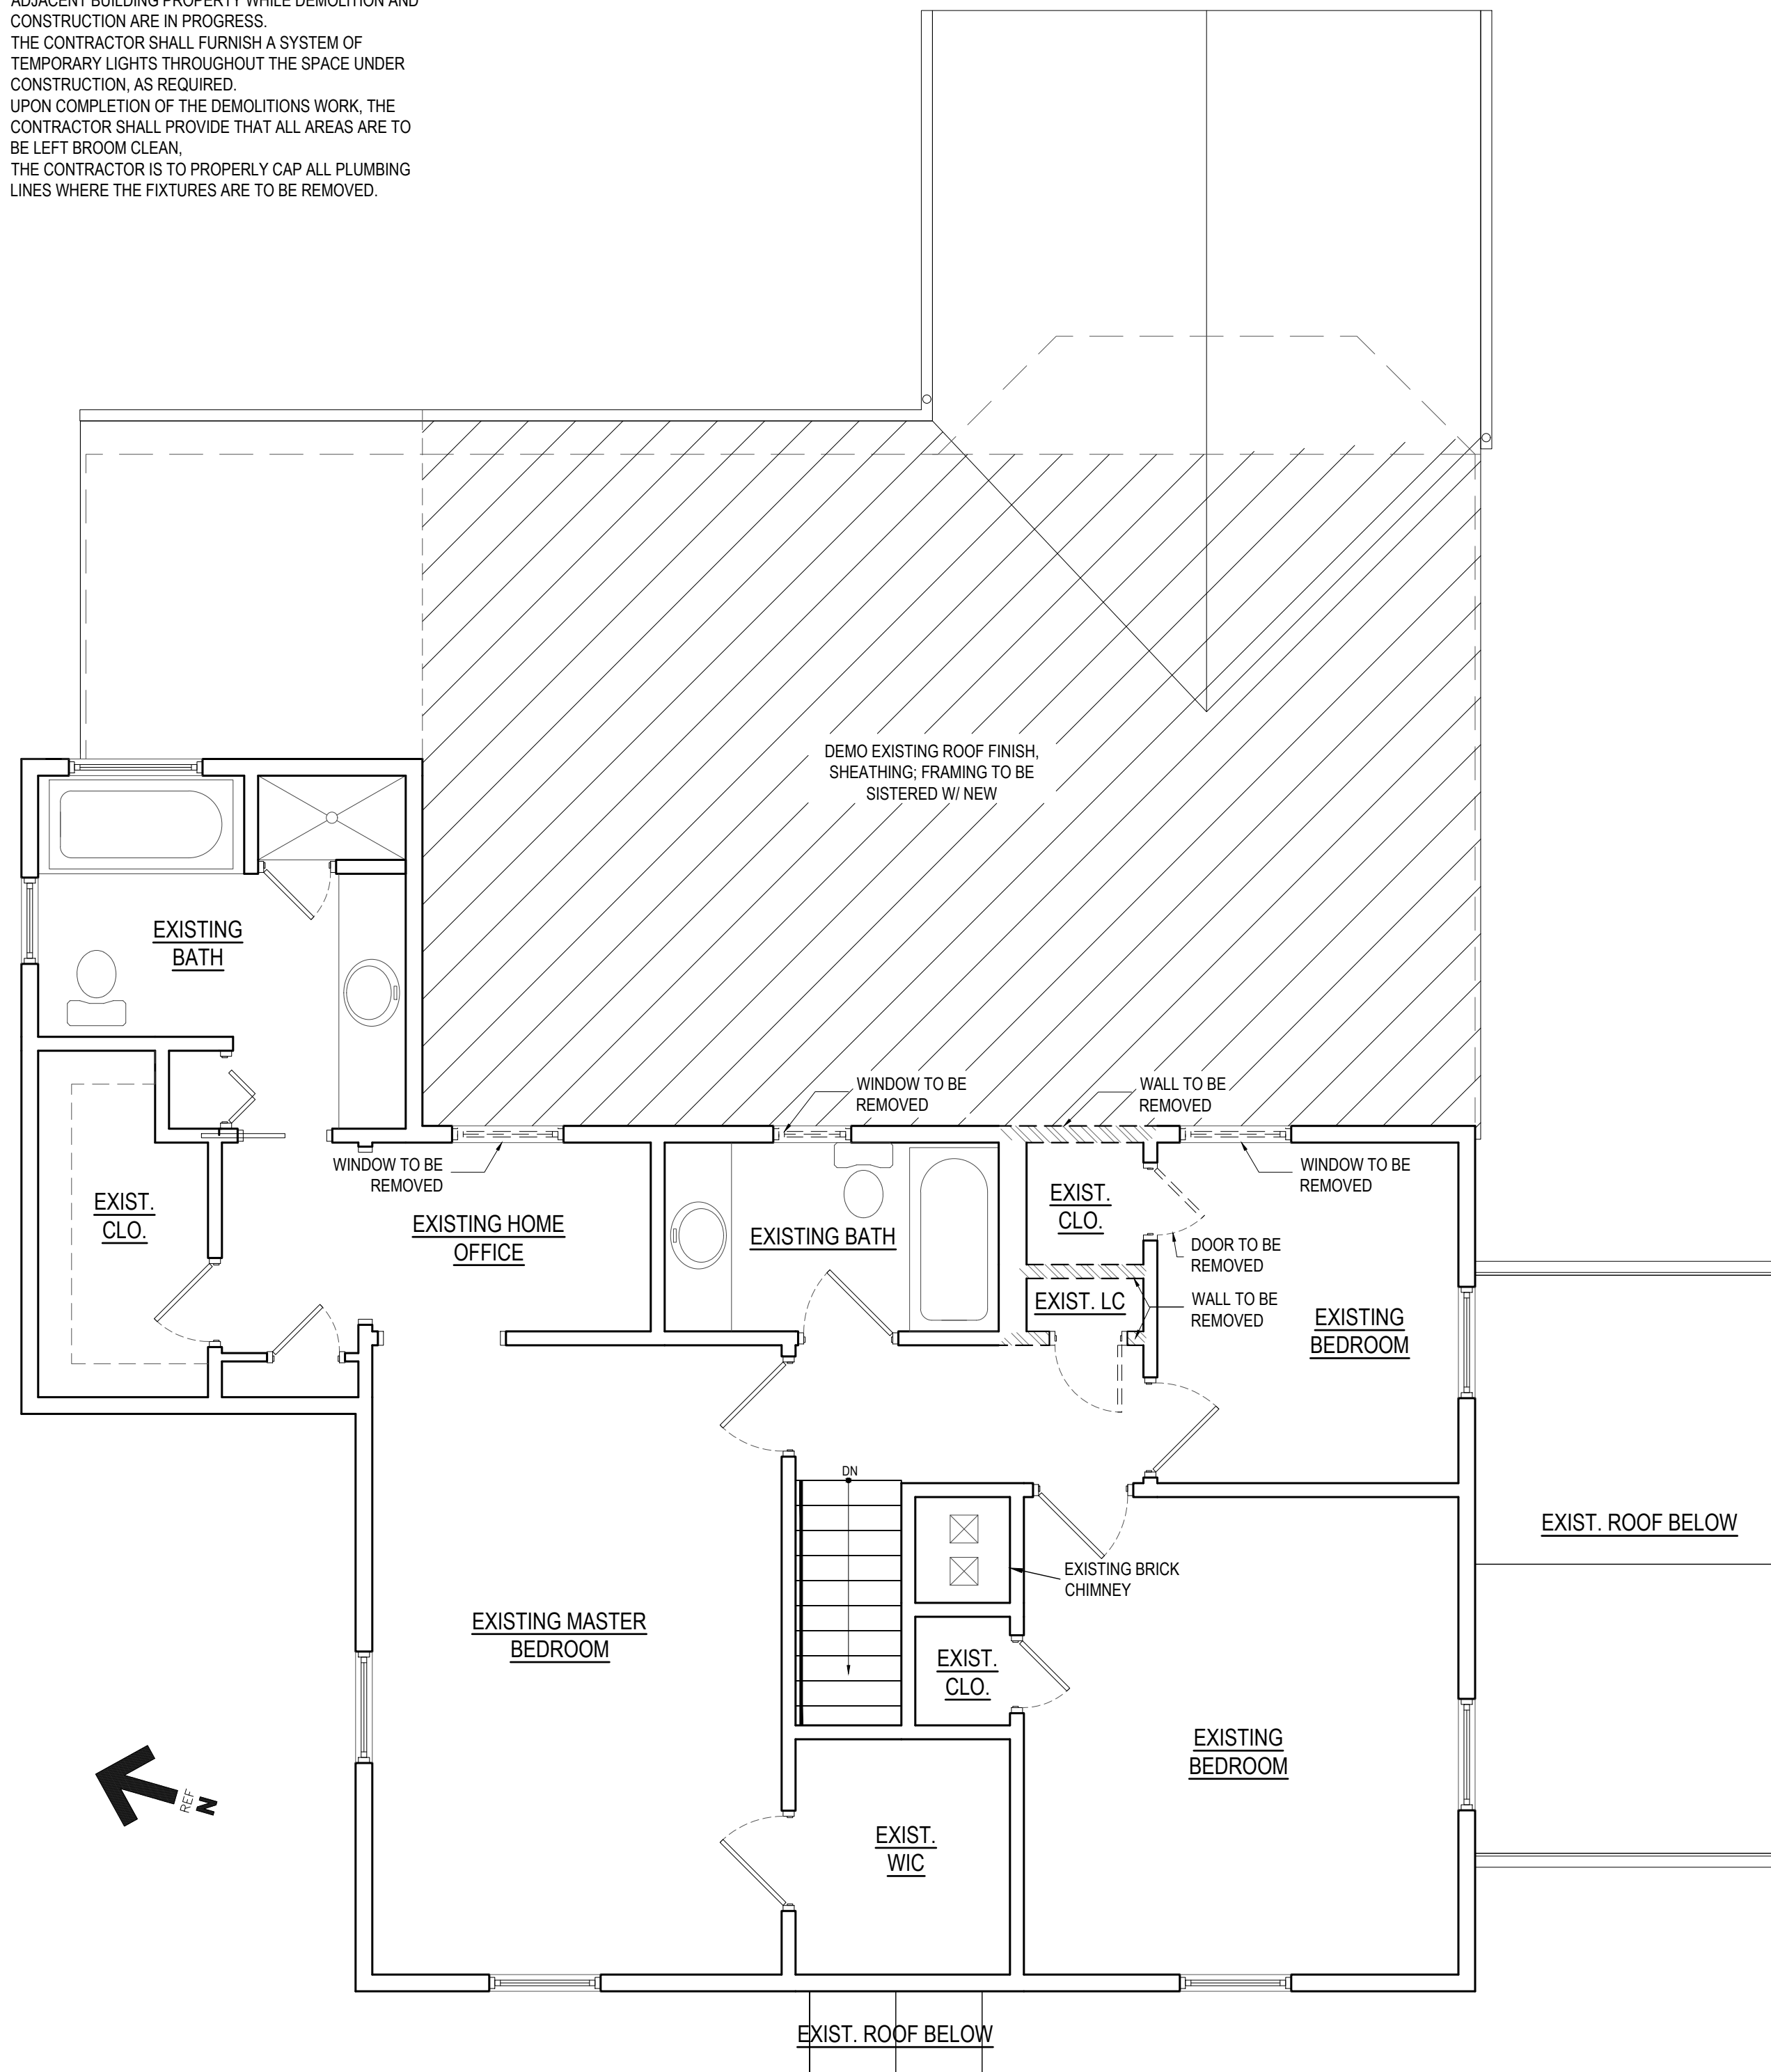 ADJACENT BUILDING PROPERTY WHILE DEMOLITION AND
CONSTRUCTION ARE IN PROGRESS.
THE CONTRACTOR SHALL FURNISH A SYSTEM OF
TEMPORARY LIGHTS THROUGHOUT THE SPACE UNDER
CONSTRUCTION, AS REQUIRED.
UPON COMPLETION OF THE DEMOLITIONS WORK, THE
CONTRACTOR SHALL PROVIDE THAT ALL AREAS ARE TO
BE LEFT BROOM CLEAN,
THE CONTRACTOR IS TO PROPERLY CAP ALL PLUMBING
LINES WHERE THE FIXTURES ARE TO BE REMOVED.
DEMO EXISTING ROOF FINISH,
SHEATHING; FRAMING TO BE
SISTERED W/ NEW
EXISTING
BATH
WINDOW TO BE
REMOVED
WALL TO BE
REMOVED
WINDOW TO BE
REMOVED
WINDOW TO BE
REMOVED
EXIST.
CLO.
EXISTING HOME
OFFICE
EXISTING BATH
EXIST.
CLO.
DOOR TO BE
REMOVED
EXIST. LC
WALL TO BE
REMOVED
EXISTING
BEDROOM
DN
EXIST. ROOF BELOW
EXISTING BRICK
CHIMNEY
EXISTING MASTER
BEDROOM
EXIST.
CLO.
EXISTING
BEDROOM
REF
N
EXIST.
WIC
EXIST. ROOF BELOW